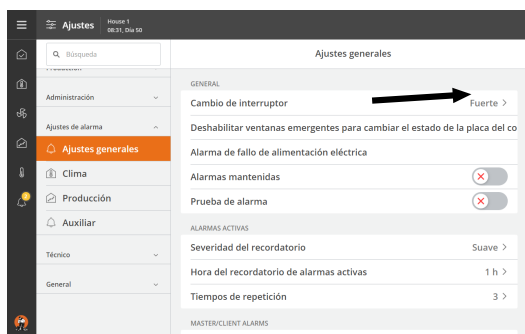 Ajustes
House 1
08:31, Día 50
Búsqueda
Ajustes generales
Administración
Ajustes de alarma
Ajustes generales
Clima
Producción
Auxiliar
Técnico
General
GENERAL
Cambio de interruptor
Fuerte >
Deshabilitar ventanas emergentes para cambiar el estado de la placa del co
Alarma de fallo de alimentación eléctrica
Alarmas mantenidas
Prueba de alarma
ALARMAS ACTIVAS
Severidad del recordatorio
Suave >
Hora del recordatorio de alarmas activas
1 h >
Tiempos de repetición
3 >
MASTER/CLIENT ALARMS